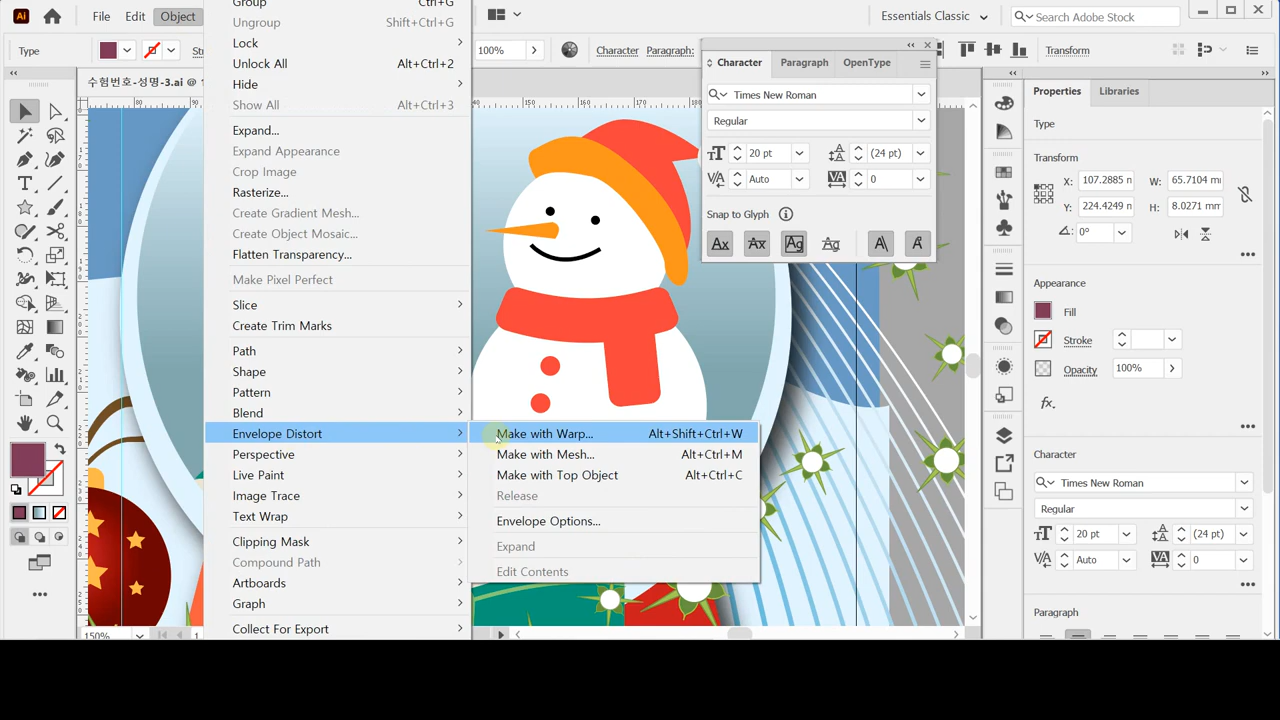 Ai File Edit Object Essentials Classic Search Adobe Stock
Type St 100% Character Paragraph: Transform
수험번호-성명-3.ai @
Group Ctrl+G
Ungroup Shift+Ctrl+G
Lock
Unlock All Alt+Ctrl+2
Hide
Show All Alt+Ctrl+3
Expand...
Expand Appearance
Crop Image
Rasterize...
Create Gradient Mesh...
Create Object Mosaic...
Flatten Transparency...
Make Pixel Perfect
Slice
Create Trim Marks
Path
Shape
Pattern
Blend
Envelope Distort
Perspective
Live Paint
Image Trace
Text Wrap
Clipping Mask
Compound Path
Artboards
Graph
Collect For Export
Make with Warp... Alt+Shift+Ctrl+W
Make with Mesh... Alt+Ctrl+M
Make with Top Object Alt+Ctrl+C
Release
Envelope Options...
Expand
Edit Contents
Character Paragraph OpenType
Times New Roman
Regular
20 pt (24 pt)
Auto 0
Snap to Glyph
Properties Libraries
Type
Transform
X: 107.2885 W: 65.7104
Y: 224.4249 H: 8.0271
0°
Appearance
Fill
Stroke
Opacity 100%
fx
Character
Times New Roman
Regular
20 pt (24 pt)
Auto 0
Paragraph
150% 1